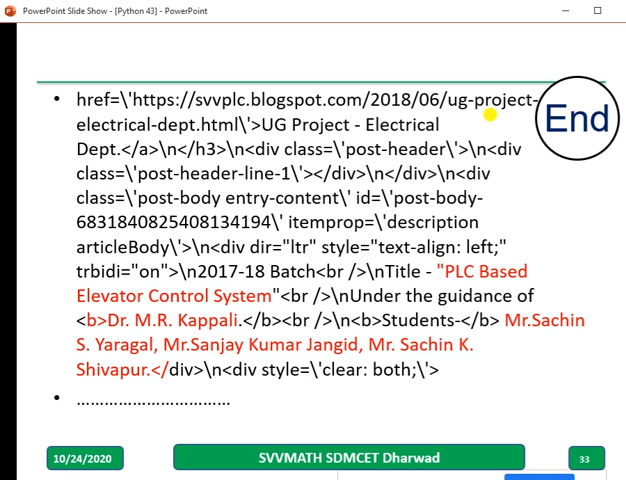 PowerPoint Slide Show - [Python 43] - PowerPoint
• href=\'https://svvplc.blogspot.com/2018/06/ug-project-
electrical-dept.html\'>UG Project - Electrical
Dept.</a>\n</h3>\n<div class=\'post-header\'>\n<div
class=\'post-header-line-1\'></div>\n</div>\n<div
class=\'post-body entry-content\' id=\'post-body-
6831840825408134194\' itemprop=\'description
articleBody\'>\n<div dir="ltr" style="text-align: left;"
trbidi="on">\n2017-18 Batch<br />\nTitle - "PLC Based
Elevator Control System"<br />\nUnder the guidance of
<b>Dr. M.R. Kappali.</b><br />\n<b>Students-</b> Mr.Sachin
S. Yaragal, Mr.Sanjay Kumar Jangid, Mr. Sachin K.
Shivapur.</div>\n<div style=\'clear: both;\'>
• ……………………………
End
10/24/2020
SVVMATH SDMCET Dharwad
33